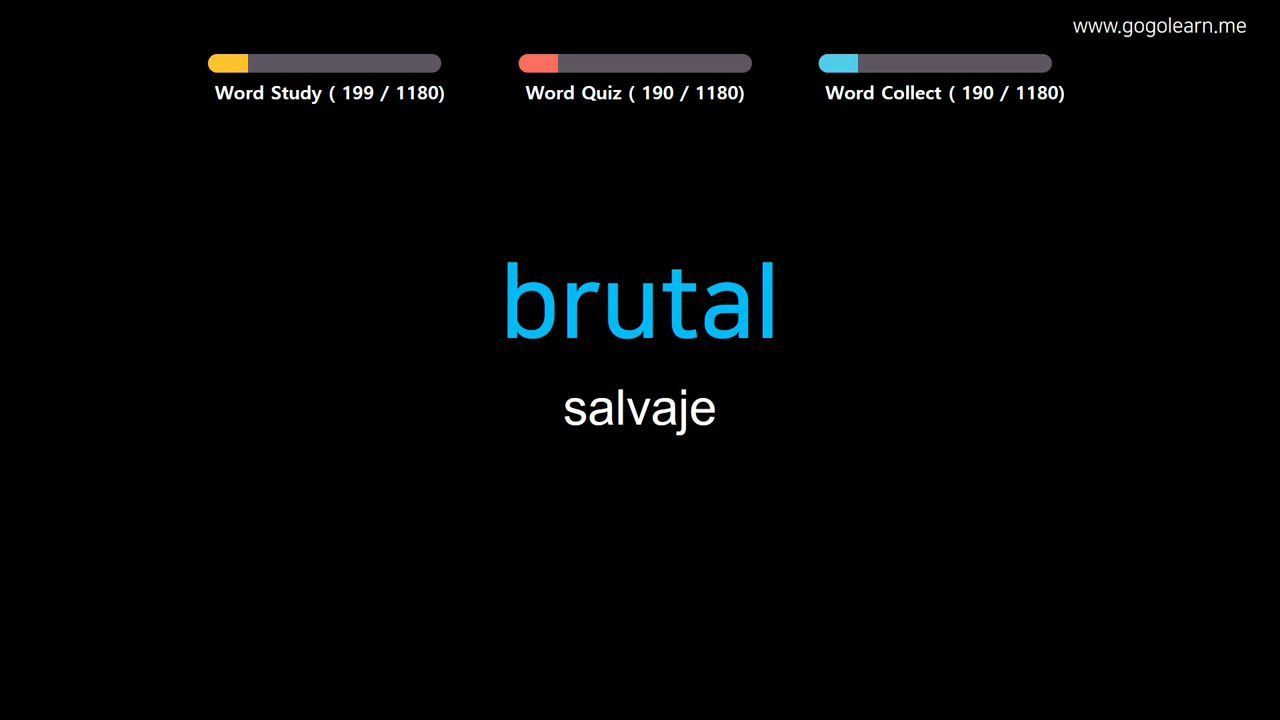 www.gogolearn.me
Word Study ( 199 / 1180)
Word Quiz ( 190 / 1180)
Word Collect ( 190 / 1180)
brutal
salvaje